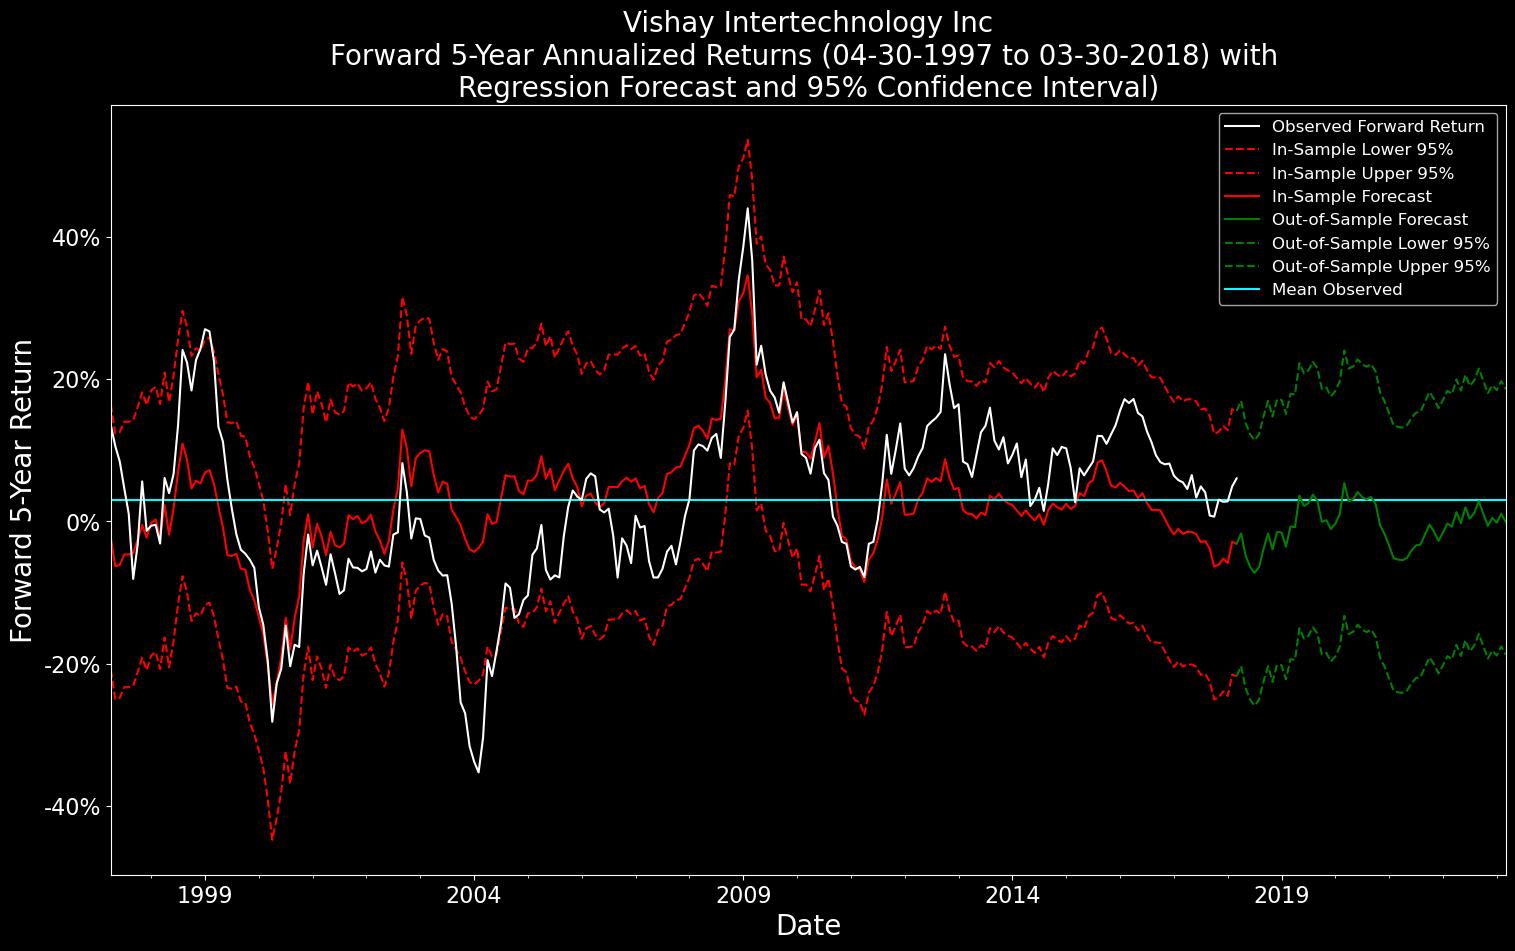 Vishay Intertechnology Inc
Forward 5-Year Annualized Returns (04-30-1997 to 03-30-2018) with
Regression Forecast and 95% Confidence Interval)
Observed Forward Return
In-Sample Lower 95%
In-Sample Upper 95%
In-Sample Forecast
Out-of-Sample Forecast
Out-of-Sample Lower 95%
Out-of-Sample Upper 95%
Mean Observed
Forward 5-Year Return
40%
20%
0%
-20%
-40%
1999
2004
2009
2014
2019
Date